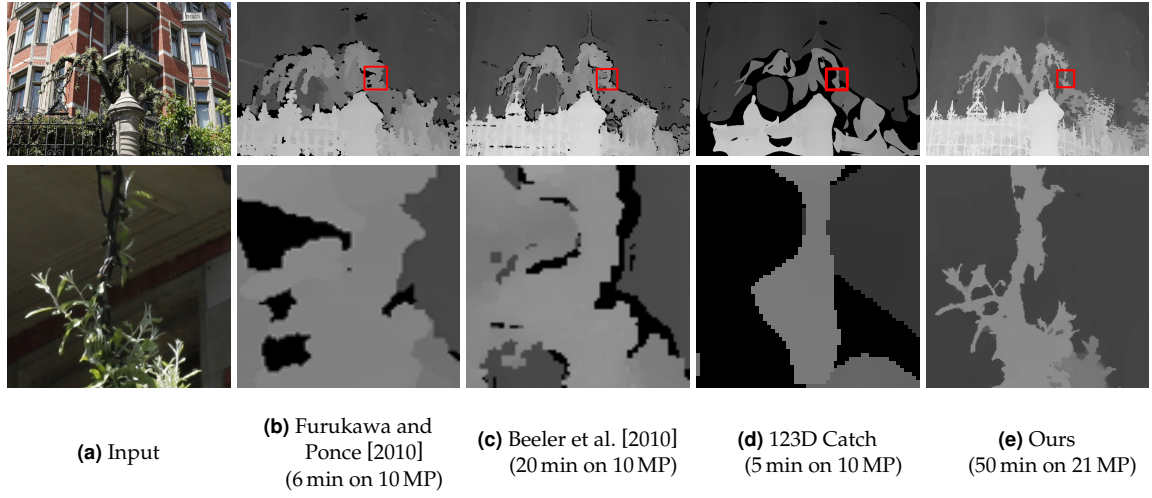 (a) Input
(b) Furukawa and
Ponce [2010]
(6 min on 10 MP)
(c) Beeler et al. [2010]
(20 min on 10 MP)
(d) 123D Catch
(5 min on 10 MP)
(e) Ours
(50 min on 21 MP)